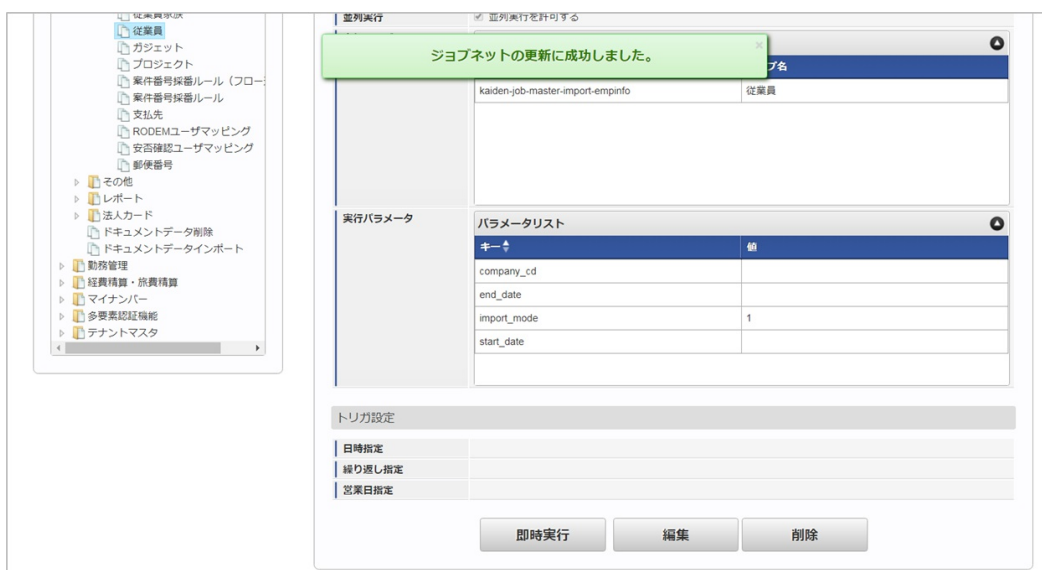 従業員家族
従業員
ガジェット
プロジェクト
案件番号採番ルール（フロー
案件番号採番ルール
支払先
RODEMユーザマッピング
安否確認ユーザマッピング
郵便番号
その他
レポート
法人カード
ドキュメントデータ削除
ドキュメントデータインポート
勤務管理
経費精算・旅費精算
マイナンバー
多要素認証機能
テナントマスタ
並列実行
並列実行を許可する
ジョブネットの更新に成功しました。
×
ブ名
kaiden-job-master-import-empinfo
従業員
実行パラメータ
パラメータリスト
キー
値
company_cd
end_date
import_mode
1
start_date
トリガ設定
日時指定
繰り返し指定
営業日指定
即時実行
編集
削除